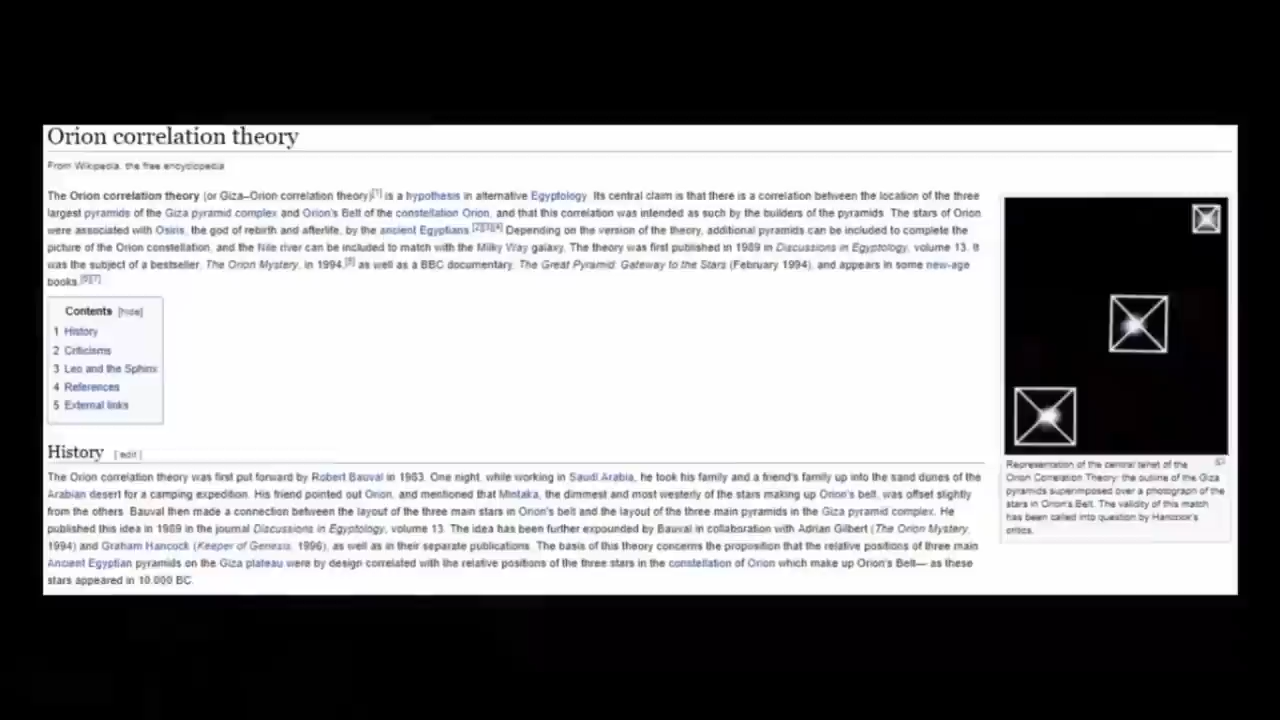 Orion correlation theory
From Wikipedia, the free encyclopedia
The Orion correlation theory (or Giza–Orion correlation theory)[1] is a hypothesis in alternative Egyptology. Its central claim is that there is a correlation between the location of the three
largest pyramids of the Giza pyramid complex and Orion's Belt of the constellation Orion, and that this correlation was intended as such by the builders of the pyramids. The stars of Orion
were associated with Osiris, the god of rebirth and afterlife, by the ancient Egyptians.[2][3][4] Depending on the version of the theory, additional pyramids can be included to complete the
picture of the Orion constellation, and the Nile river can be included to match with the Milky Way galaxy. The theory was first published in 1989 in Discussions in Egyptology, volume 13. It
was the subject of a bestseller, The Orion Mystery, in 1994,[5] as well as a BBC documentary, The Great Pyramid: Gateway to the Stars (February 1994), and appears in some new-age
books.[6][7]
Contents [hide]
1 History
2 Criticisms
3 Leo and the Sphinx
4 References
5 External links
History [edit]
The Orion correlation theory was first put forward by Robert Bauval in 1983. One night, while working in Saudi Arabia, he took his family and a friend's family up into the sand dunes of the
Arabian desert for a camping expedition. His friend pointed out Orion, and mentioned that Mintaka, the dimmest and most westerly of the stars making up Orion's belt, was offset slightly
from the others. Bauval then made a connection between the layout of the three main stars in Orion's belt and the layout of the three main pyramids in the Giza pyramid complex. He
published this idea in 1989 in the journal Discussions in Egyptology, volume 13. The idea has been further expounded by Bauval in collaboration with Adrian Gilbert (The Orion Mystery,
1994) and Graham Hancock (Keeper of Genesis, 1996), as well as in their separate publications. The basis of this theory concerns the proposition that the relative positions of three main
Ancient Egyptian pyramids on the Giza plateau were by design correlated with the relative positions of the three stars in the constellation of Orion which make up Orion's Belt— as these
stars appeared in 10,000 BC.
Representation of the central tenet of the
Orion Correlation Theory: the outline of the Giza
pyramids superimposed over a photograph of the
stars in Orion's Belt. The validity of this match
has been called into question by Hancock's
critics.